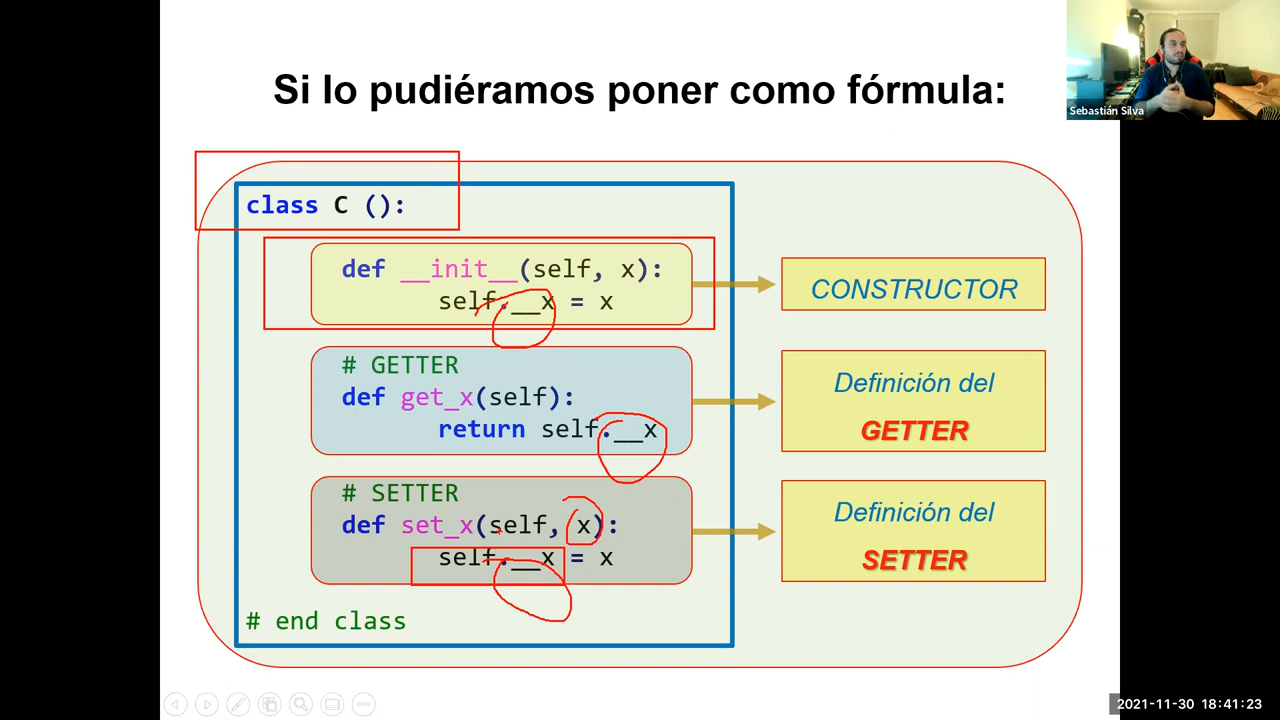 Si lo pudiéramos poner como fórmula:
Sebastián Silva
class C ():
def __init__(self, x):
self.__x = x
CONSTRUCTOR
# GETTER
def get_x(self):
return self.__x
Definición del
GETTER
# SETTER
def set_x(self, x):
self.__x = x
Definición del
SETTER
# end class
2021-11-30 18:41:23